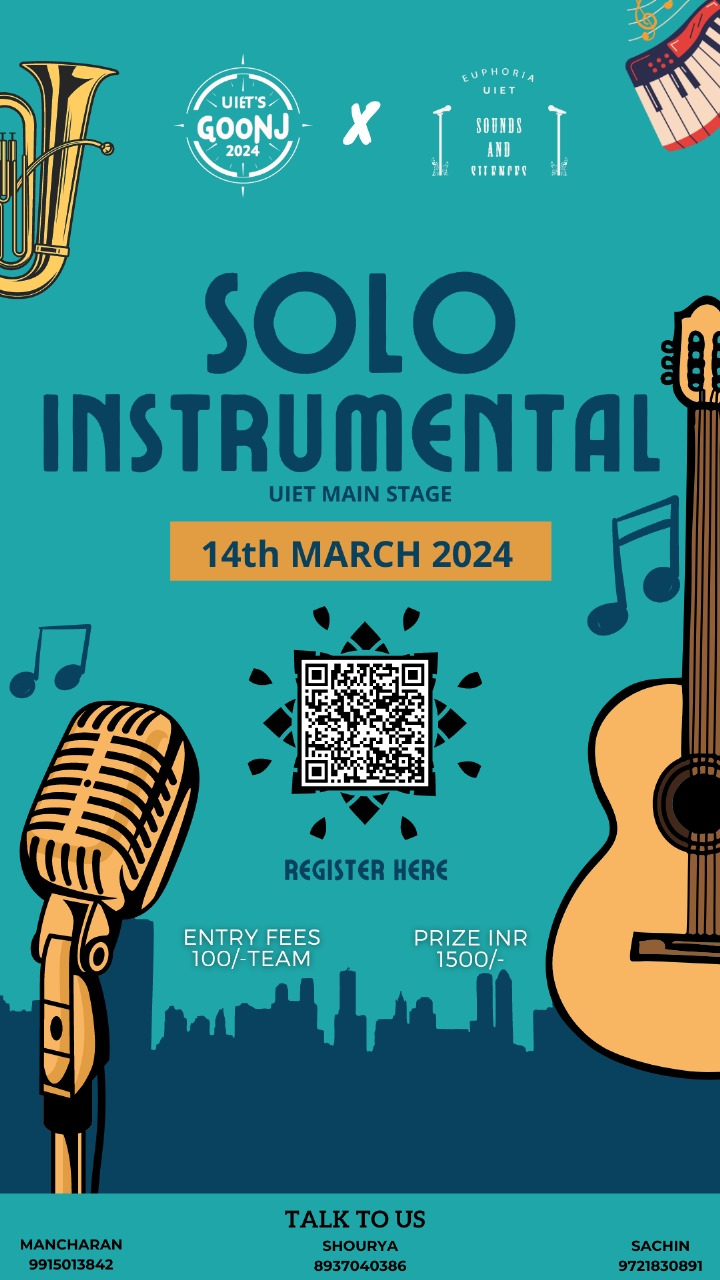 UIET'S
GOONJ
2024
X
EUPHORIA
UIET
SOUNDS
AND
SILENCES
SOLO
INSTRUMENTAL
UIET MAIN STAGE
14th MARCH 2024
REGISTER HERE
ENTRY FEES
100/-TEAM
PRIZE INR
1500/-
TALK TO US
MANCHARAN
9915013842
SHOURYA
8937040386
SACHIN
9721830891